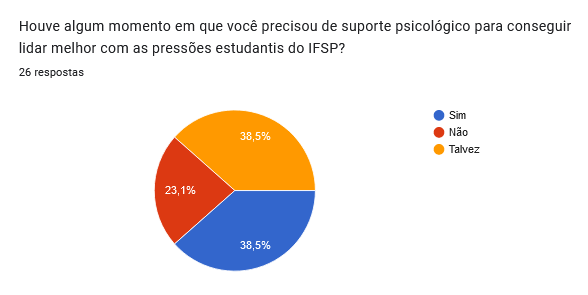 Houve algum momento em que você precisou de suporte psicológico para conseguir
lidar melhor com as pressões estudantis do IFSP?
26 respostas
Sim
Não
Talvez
38,5%
23,1%
38,5%